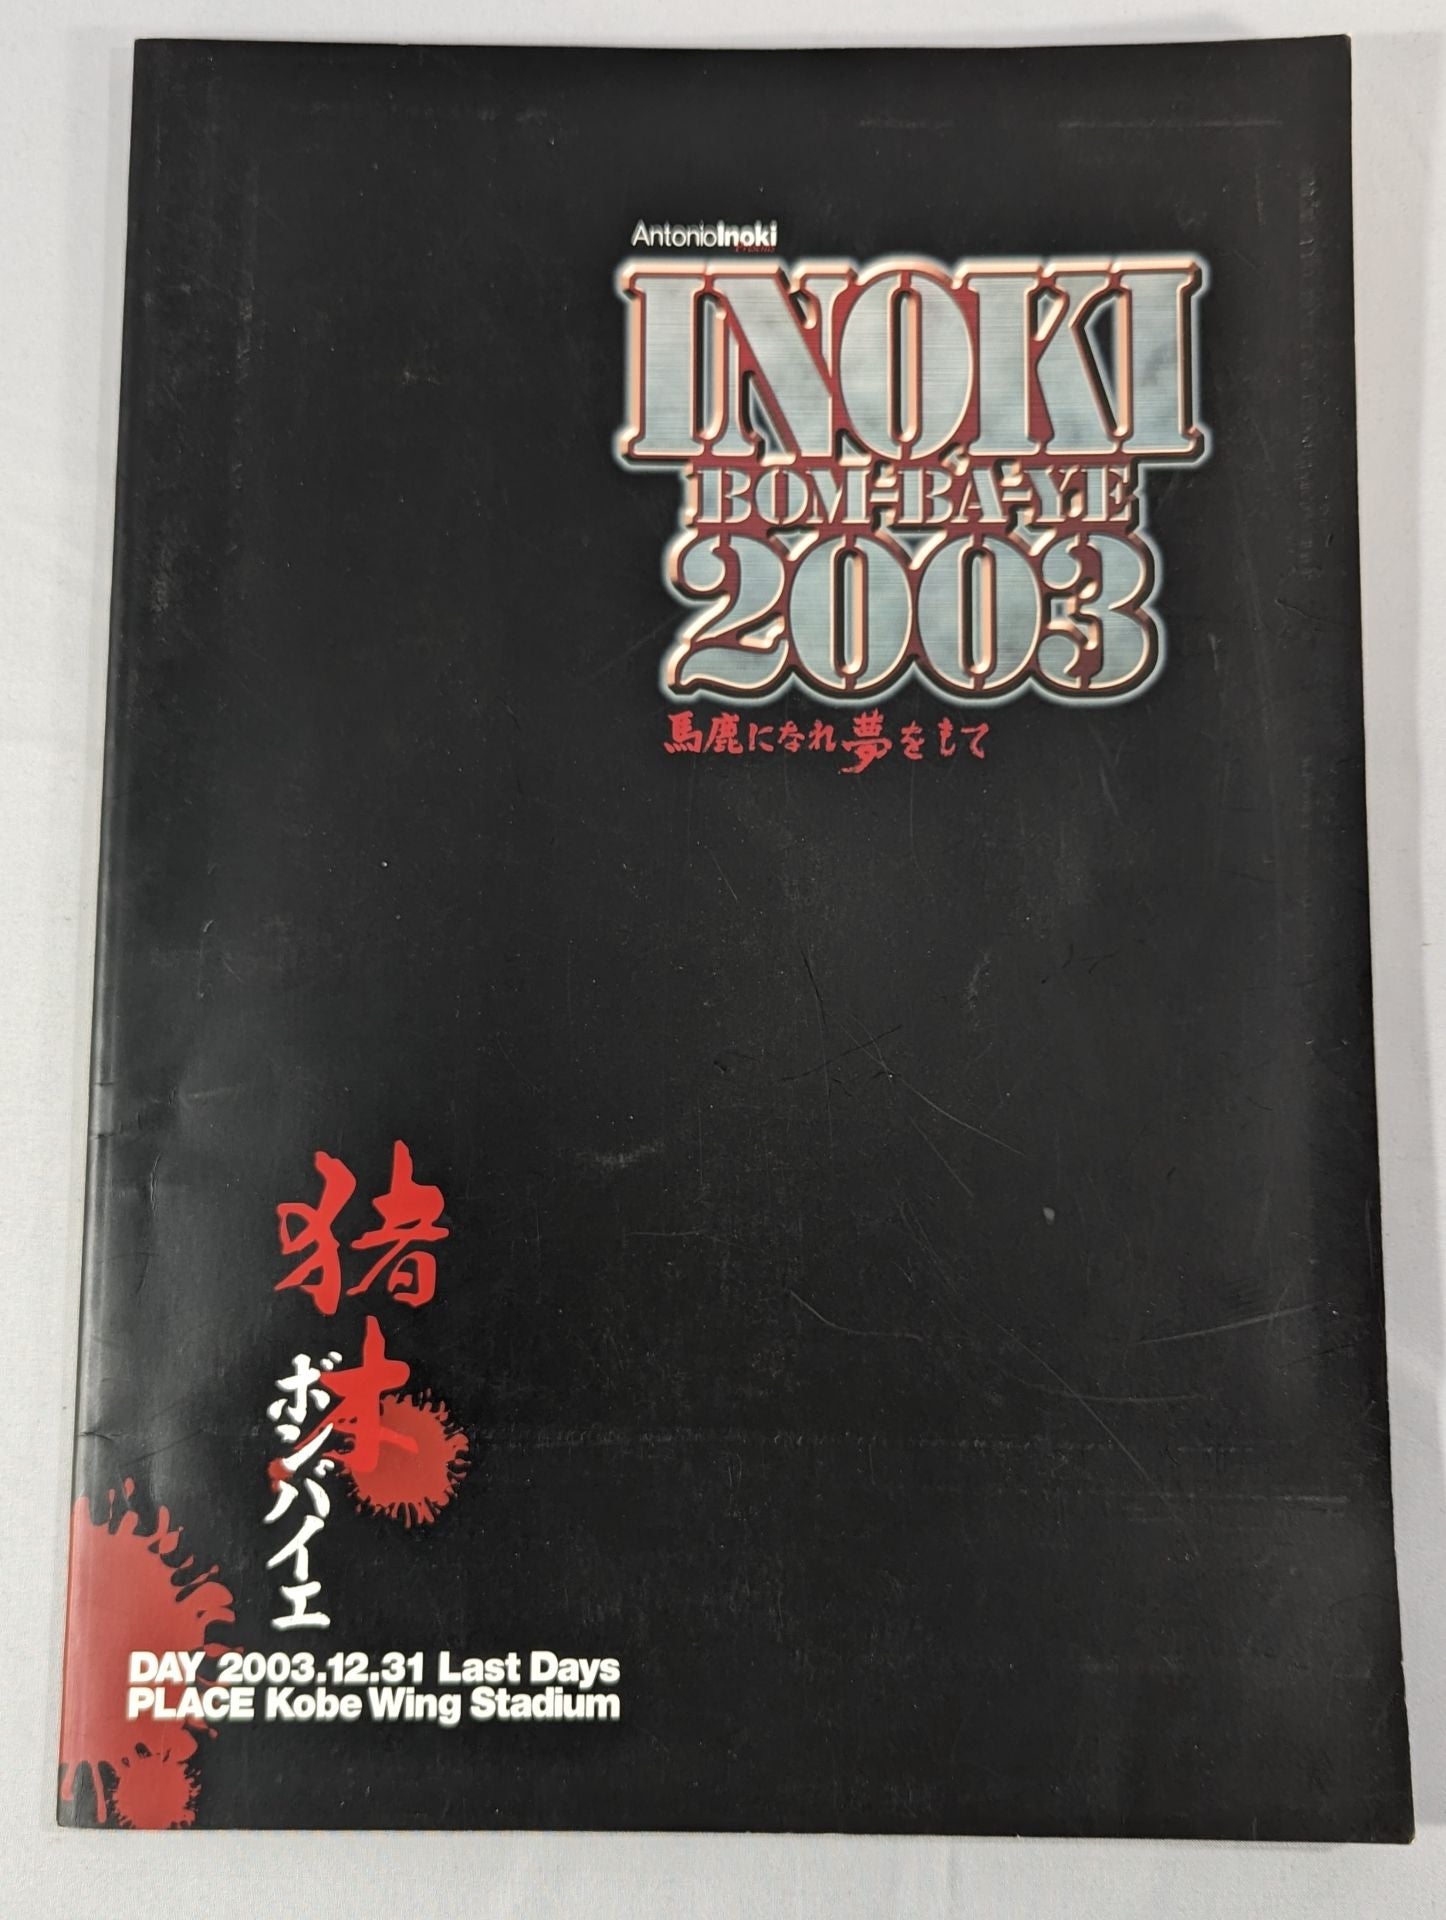 AntonioInoki
Presents
INOKI
BOM-BA-YE
2003
馬鹿になれ夢をもて
猪木
ボンバイエ
DAY 2003.12.31 Last Days
PLACE Kobe Wing Stadium